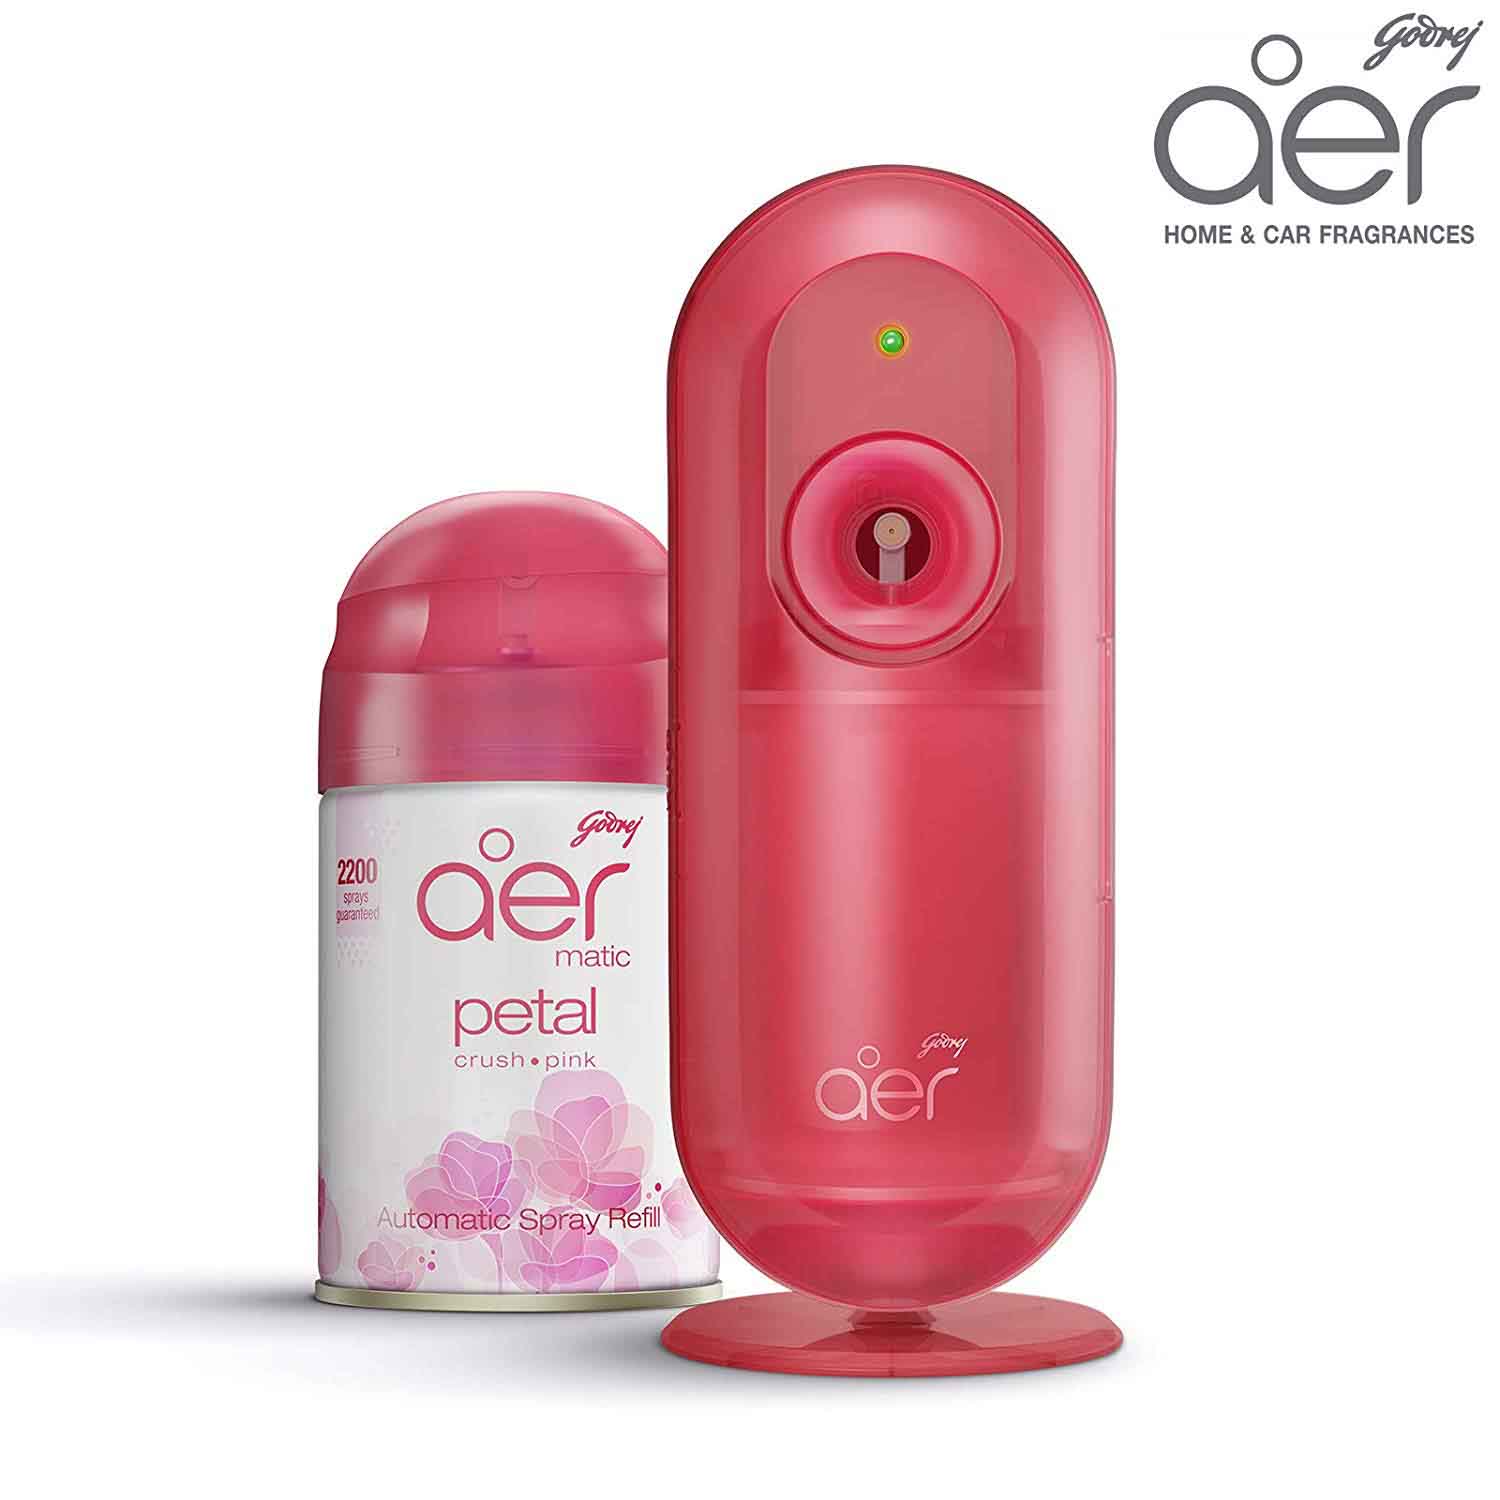 Godrej
aer
HOME & CAR FRAGRANCES
Godrej
aer
matic
2200
sprays
guaranteed
petal
crush • pink
Automatic Spray Refill
Godrej
aer